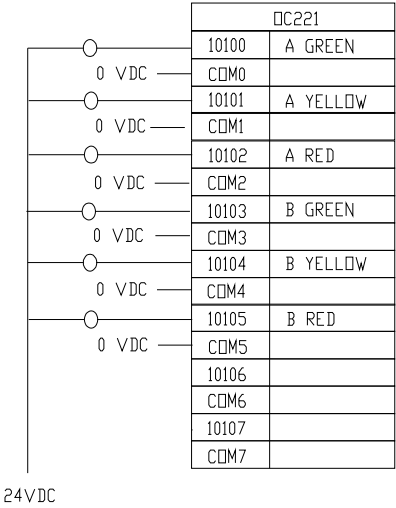 OC221
10100 A GREEN
0 VDC COM0
10101 A YELLOW
0 VDC COM1
10102 A RED
0 VDC COM2
10103 B GREEN
0 VDC COM3
10104 B YELLOW
0 VDC COM4
10105 B RED
0 VDC COM5
10106
COM6
10107
COM7
24VDC